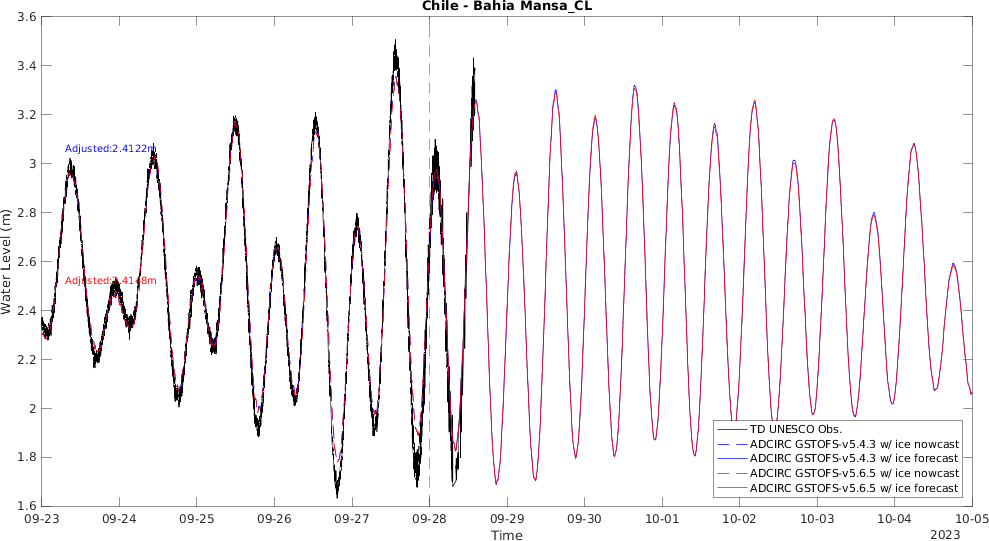 Chile - Bahia Mansa_CL
Water Level (m)
3.6
3.4
3.2
3
2.8
2.6
2.4
2.2
2
1.8
1.6
Adjusted:2.4122m
Adjusted:2.4148m
TD UNESCO Obs.
ADCIRC GSTOFS-v5.4.3 w/ ice nowcast
ADCIRC GSTOFS-v5.4.3 w/ ice forecast
ADCIRC GSTOFS-v5.6.5 w/ ice nowcast
ADCIRC GSTOFS-v5.6.5 w/ ice forecast
09-23 09-24 09-25 09-26 09-27 09-28 09-29 09-30 10-01 10-02 10-03 10-04 10-05
Time
2023